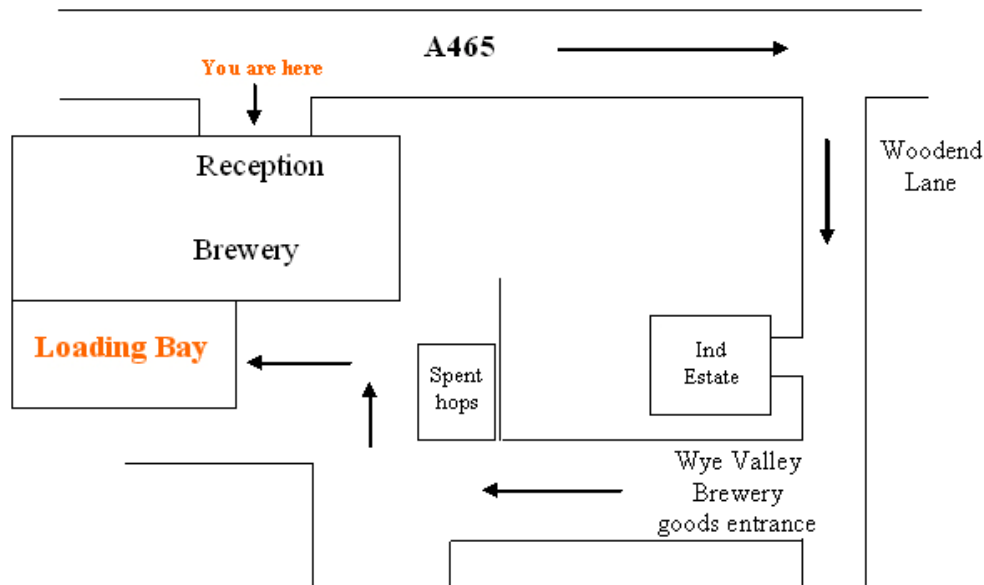 A465
You are here
Reception
Woodend
Lane
Brewery
Loading Bay
Ind
Estate
Spent
hops
Wye Valley
Brewery
goods entrance